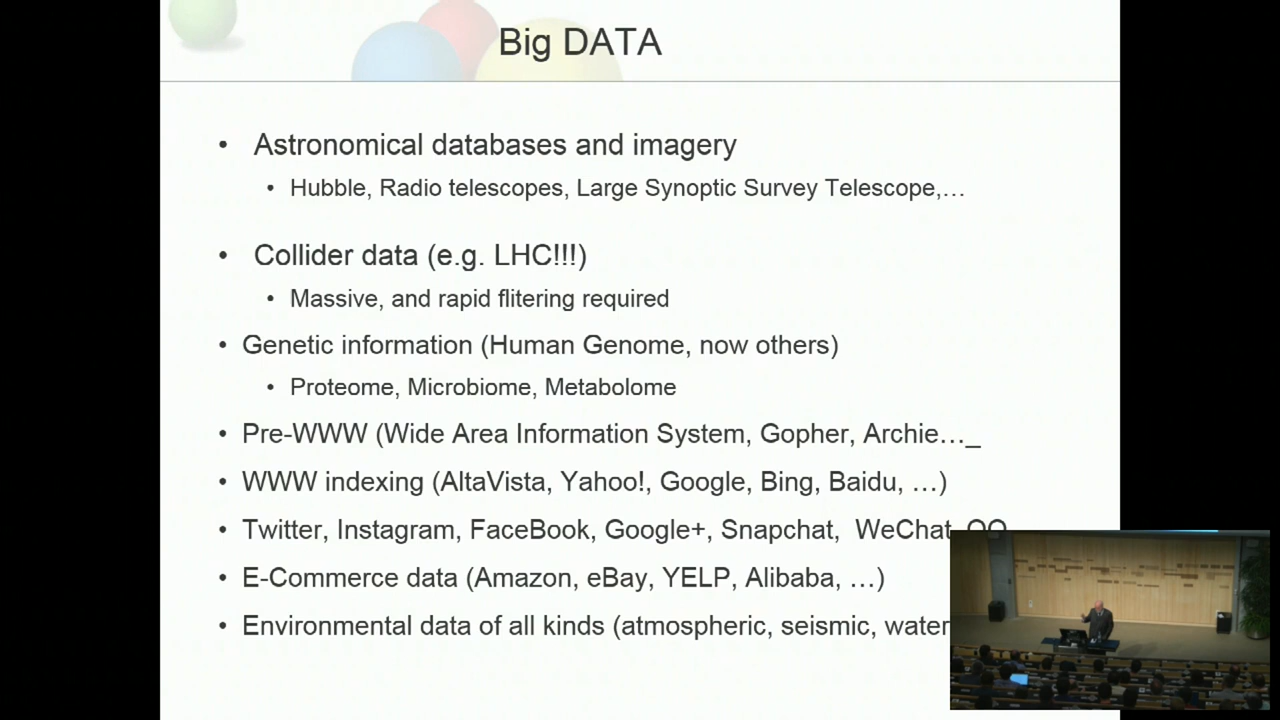 Big DATA
• Astronomical databases and imagery
• Hubble, Radio telescopes, Large Synoptic Survey Telescope,…
• Collider data (e.g. LHC!!!)
• Massive, and rapid flitering required
• Genetic information (Human Genome, now others)
• Proteome, Microbiome, Metabolome
• Pre-WWW (Wide Area Information System, Gopher, Archie…_
• WWW indexing (AltaVista, Yahoo!, Google, Bing, Baidu, …)
• Twitter, Instagram, FaceBook, Google+, Snapchat, WeChat,
• E-Commerce data (Amazon, eBay, YELP, Alibaba, …)
• Environmental data of all kinds (atmospheric, seismic, water